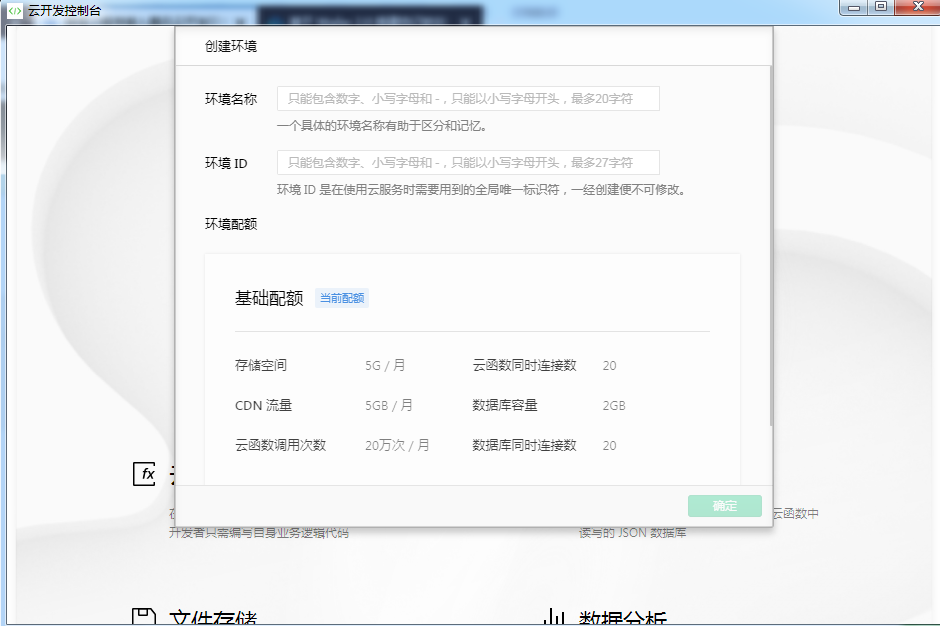 云开发控制台
创建环境
环境名称 只能包含数字、小写字母和 -，只能以小写字母开头，最多20字符
一个具体的环境名称有助于区分和记忆。
环境 ID 只能包含数字、小写字母和 -，只能以小写字母开头，最多27字符
环境 ID 是在使用云服务时需要用到的全局唯一标识符，一经创建便不可修改。
环境配额
基础配额 当前配额
存储空间 5G / 月 云函数同时连接数 20
CDN 流量 5GB / 月 数据库容量 2GB
云函数调用次数 20万次 / 月 数据库同时连接数 20
fx
确定
云函数中
开发者只需编写自身业务逻辑代码 读写的 JSON 数据库
文件存储 数据分析